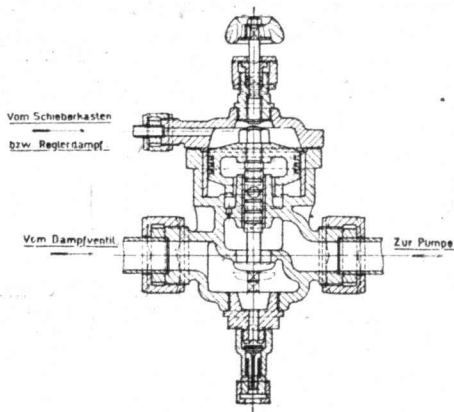 Vom Schieberkasten
bzw. Reglerdampf
Vom Dampfventil
Zur Pumpe